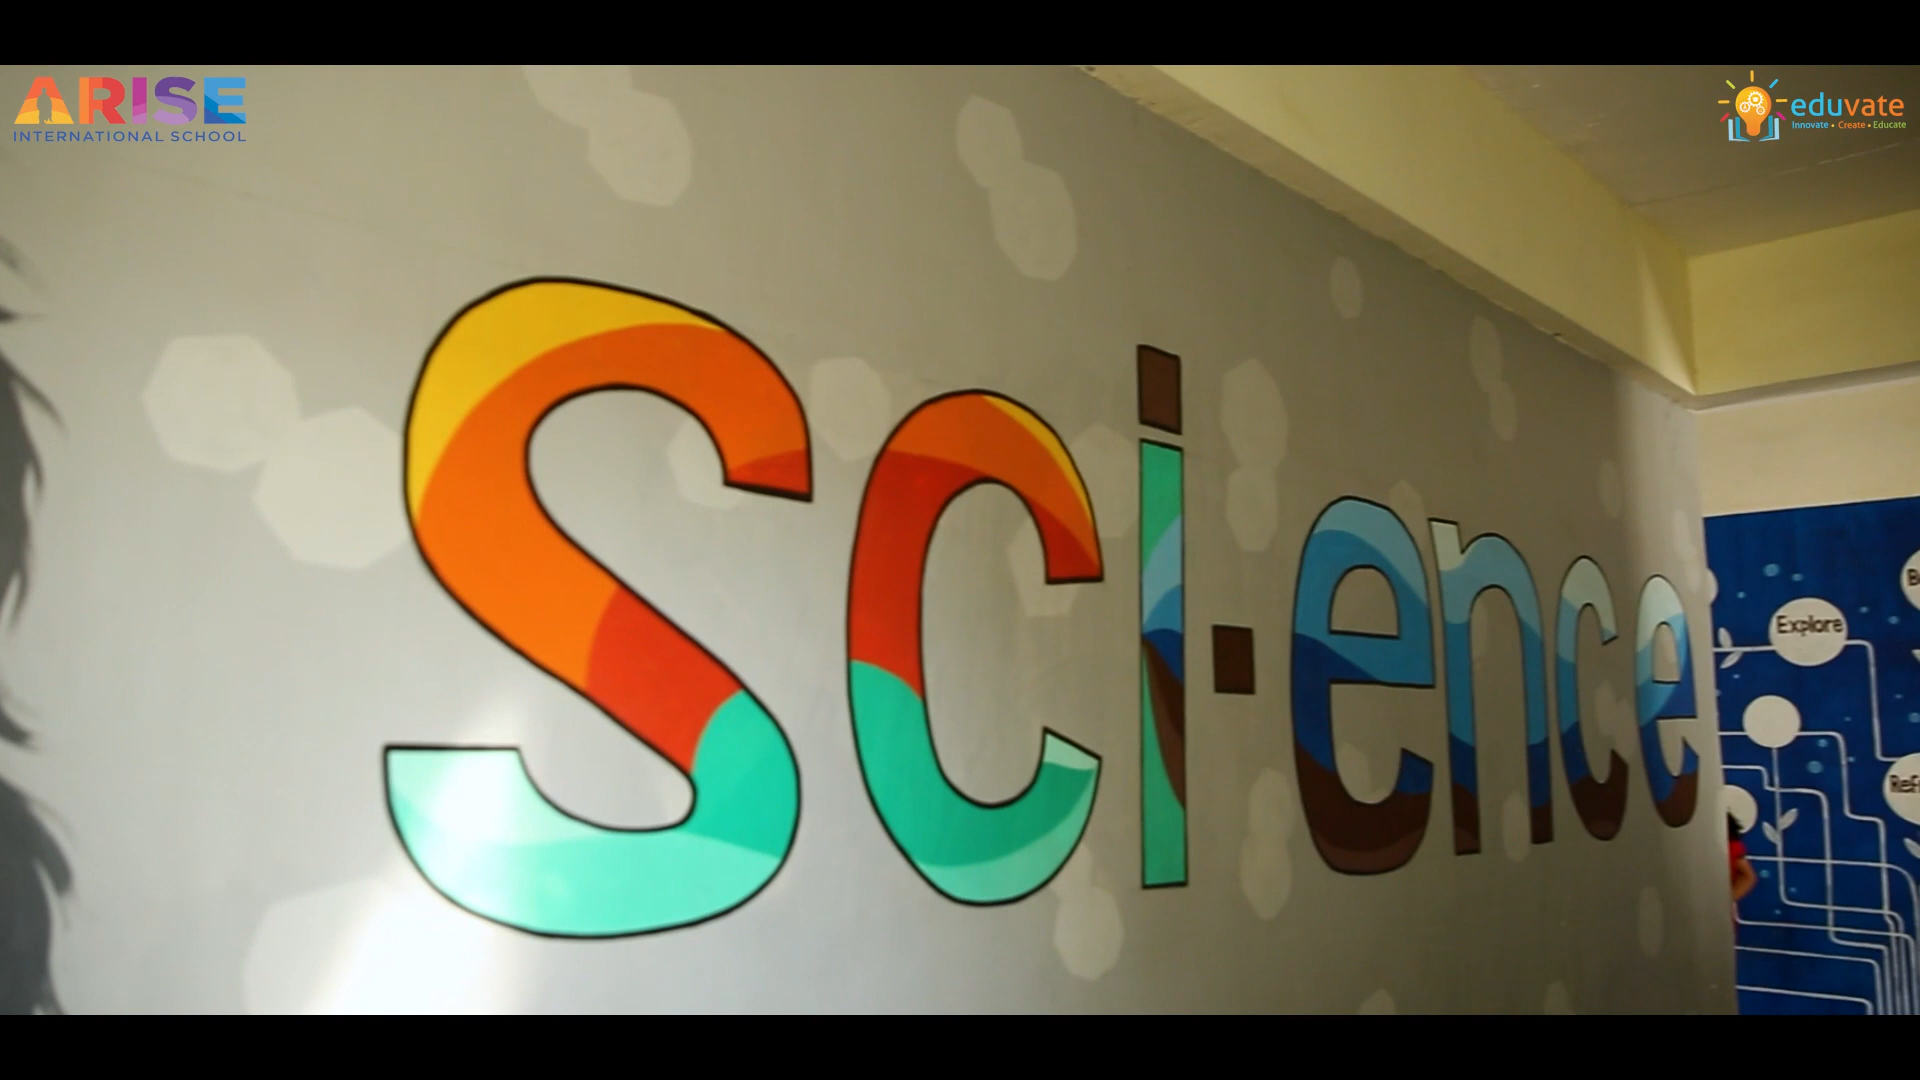 ARISE
INTERNATIONAL SCHOOL
eduvate
Innovate • Create • Educate
Sci-ence
Explore